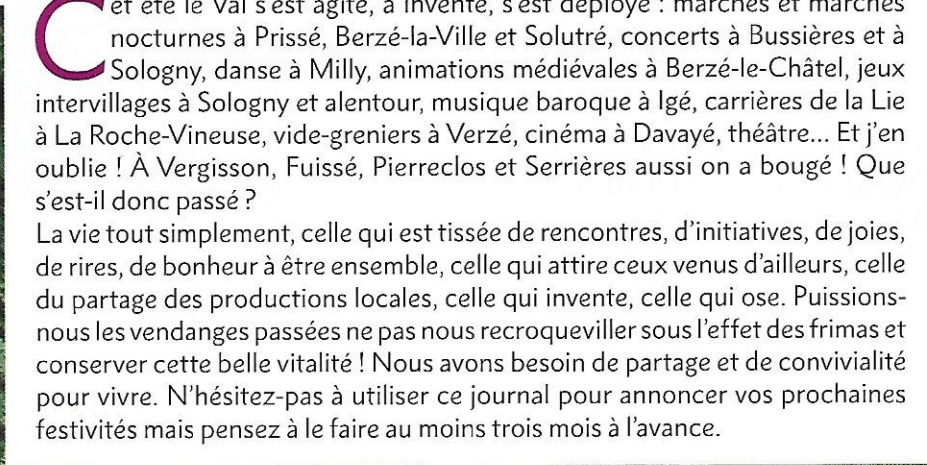 Cet été le Val s'est agité, a inventé, s'est déployé : marchés et marchés
nocturnes à Prissé, Berzé-la-Ville et Solutré, concerts à Bussières et à
Sologny, danse à Milly, animations médiévales à Berzé-le-Châtel, jeux
intervillages à Sologny et alentour, musique baroque à Igé, carrières de la Lie
à La Roche-Vineuse, vide-greniers à Verzé, cinéma à Davayé, théâtre... Et j'en
oublie ! À Vergisson, Fuissé, Pierreclos et Serrières aussi on a bougé ! Que
s'est-il donc passé ?
La vie tout simplement, celle qui est tissée de rencontres, d'initiatives, de joies,
de rires, de bonheur à être ensemble, celle qui attire ceux venus d'ailleurs, celle
du partage des productions locales, celle qui invente, celle qui ose. Puissions-
nous les vendanges passées ne pas nous recroqueviller sous l'effet des frimas et
conserver cette belle vitalité ! Nous avons besoin de partage et de convivialité
pour vivre. N'hésitez-pas à utiliser ce journal pour annoncer vos prochaines
festivités mais pensez à le faire au moins trois mois à l'avance.